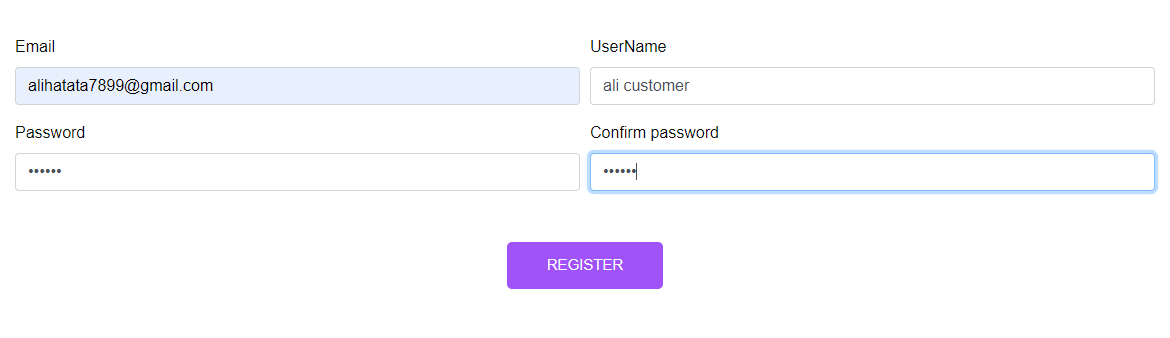 Email UserName
alihatata7899@gmail.com ali customer
Password Confirm password
•••••• ••••••
REGISTER